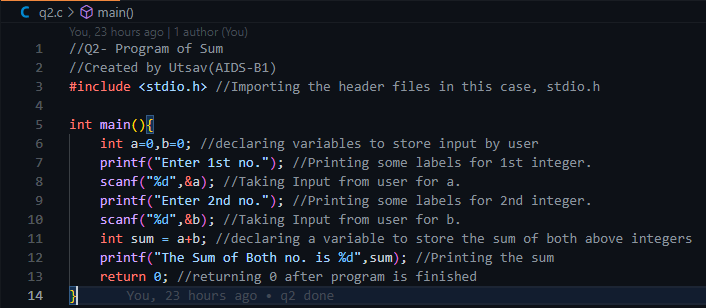 C q2.c > main()
You, 23 hours ago | 1 author (You)
1 //Q2- Program of Sum
2 //Created by Utsav(AIDS-B1)
3 #include <stdio.h> //Importing the header files in this case, stdio.h
4
5 int main(){
6 int a=0,b=0; //declaring variables to store input by user
7 printf("Enter 1st no."); //Printing some labels for 1st integer.
8 scanf("%d",&a); //Taking Input from user for a.
9 printf("Enter 2nd no."); //Printing some labels for 2nd integer.
10 scanf("%d",&b); //Taking Input from user for b.
11 int sum = a+b; //declaring a variable to store the sum of both above integers
12 printf("The Sum of Both no. is %d",sum); //Printing the sum
13 return 0; //returning 0 after program is finished
14 } You, 23 hours ago • q2 done